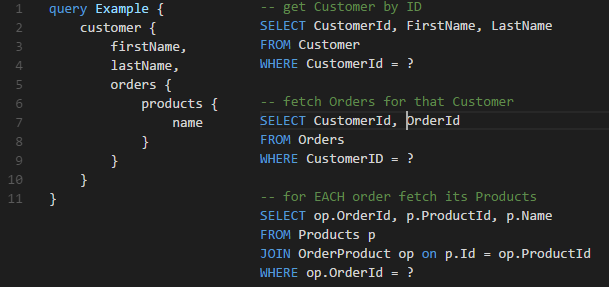 1 query Example {
2 customer {
3 firstName,
4 lastName,
5 orders {
6 products {
7 name
8 }
9 }
10 }
11 }
-- get Customer by ID
SELECT CustomerId, FirstName, LastName
FROM Customer
WHERE CustomerId = ?
-- fetch Orders for that Customer
SELECT CustomerId, OrderId
FROM Orders
WHERE CustomerID = ?
-- for EACH order fetch its Products
SELECT op.OrderId, p.ProductId, p.Name
FROM Products p
JOIN OrderProduct op on p.Id = op.ProductId
WHERE op.OrderId = ?